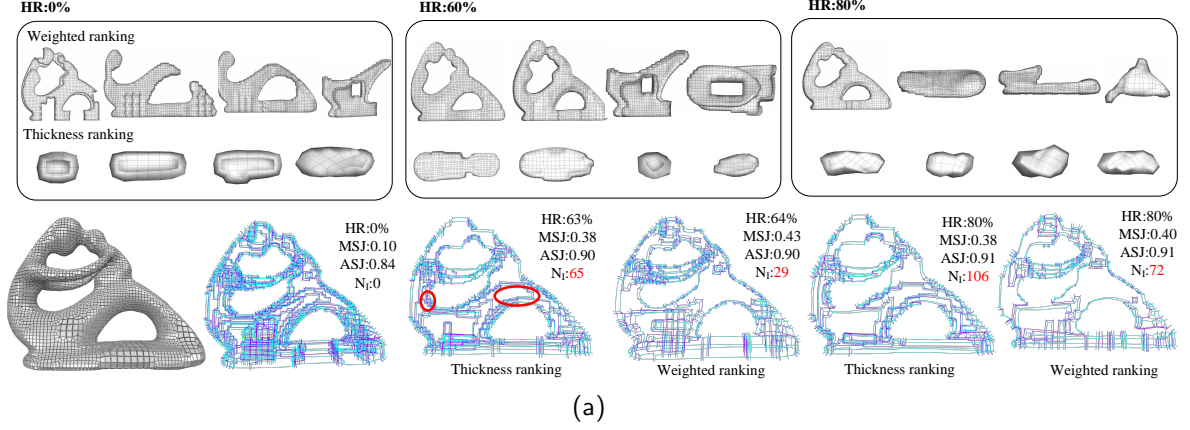 HR:0%
HR:60%
HR:80%
Weighted ranking
Thickness ranking
HR:0%
MSJ:0.10
ASJ:0.84
N_I:0
HR:63%
MSJ:0.38
ASJ:0.90
N_I:65
HR:64%
MSJ:0.43
ASJ:0.90
N_I:29
HR:80%
MSJ:0.38
ASJ:0.91
N_I:106
HR:80%
MSJ:0.40
ASJ:0.91
N_I:72
Thickness ranking
Weighted ranking
Thickness ranking
Weighted ranking
(a)